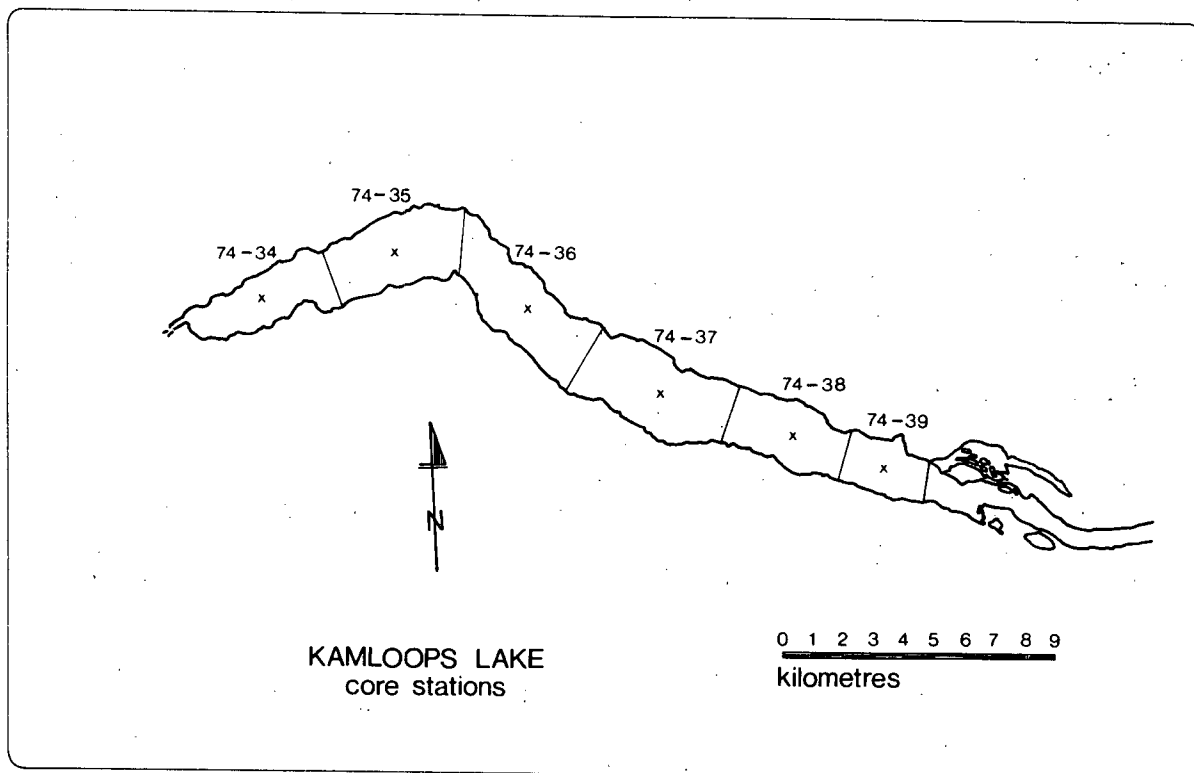 74-35
74-34
74-36
x
x
x
74-37
74-38
x
74-39
x
x
N
KAMLOOPS LAKE
core stations
0 1 2 3 4 5 6 7 8 9
kilometres